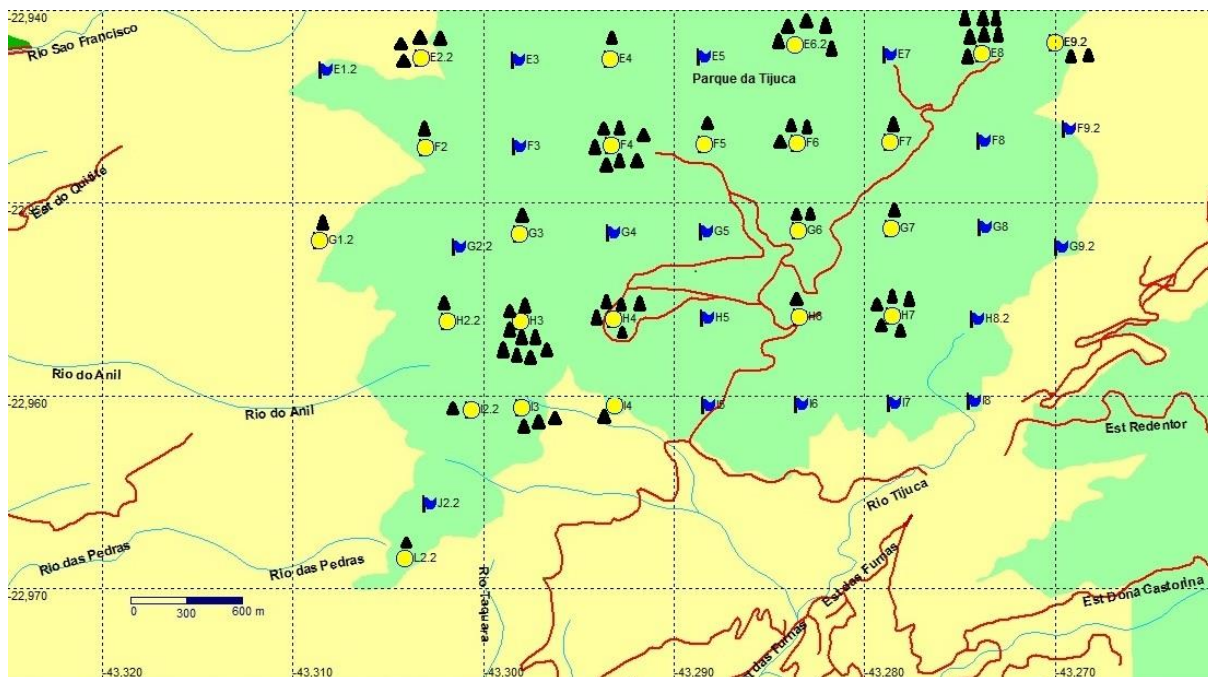 -22,940
Rio Sao Francisco
E1.2
E2.2
E3
E4
E5
E6.2
E7
E8
E9.2
Parque da Tijuca
F2
F3
F4
F5
F6
F7
F8
F9.2
Est do Quitite
G1.2
G2.2
G3
G4
G5
G6
G7
G8
G9.2
H2.2
H3
H4
H5
H6
H7
H8.2
Rio do Anil
-22,960
Rio do Anil
I2.2
I3
I4
I5
I6
I7
I8
Est Redentor
J2.2
Rio Tijuca
Rio das Pedras
Rio das Pedras
L2.2
Est das Furnas
-22,970
Rio Taquara
Est Dona Castorina
0 300 600 m
Est das Furnas
-43.320
-43.310
-43.300
-43.290
-43.280
-43.270